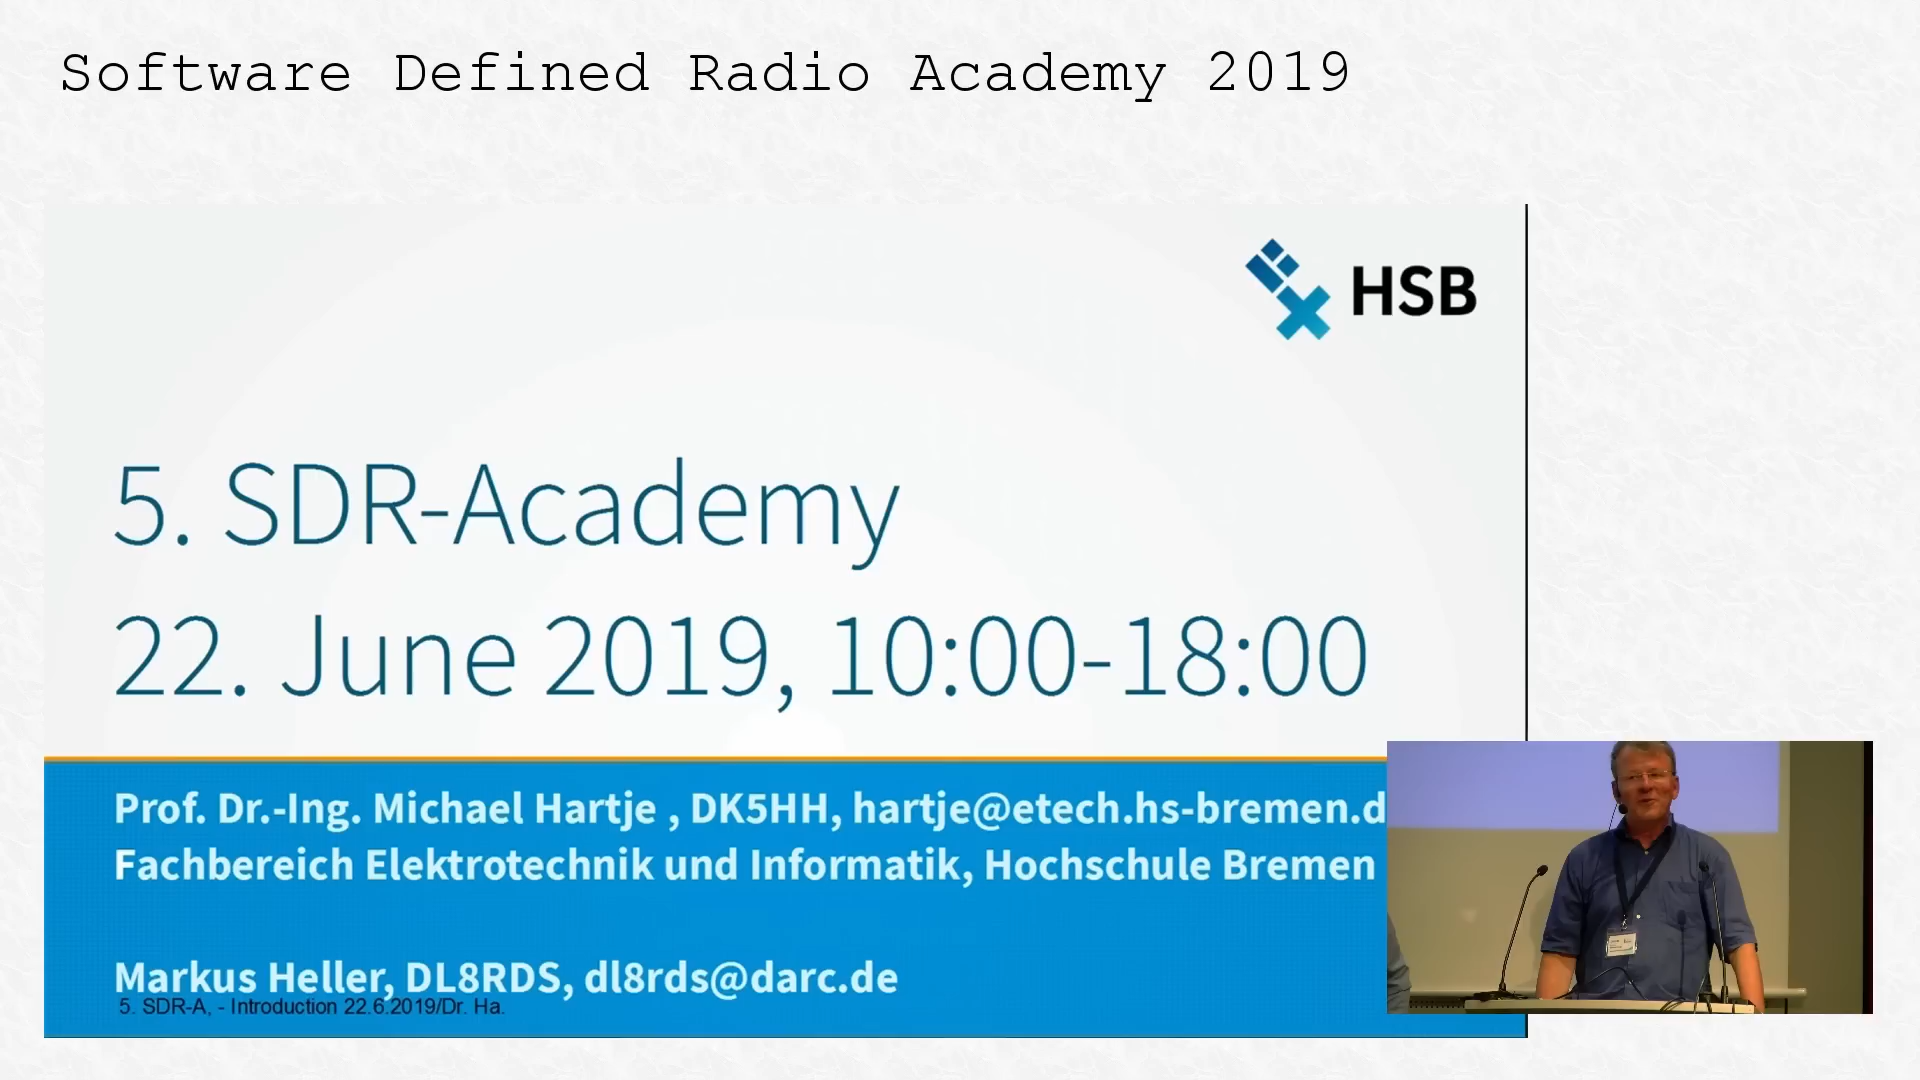 Software Defined Radio Academy 2019
HSB
5. SDR-Academy
22. June 2019, 10:00-18:00
Prof. Dr.-Ing. Michael Hartje , DK5HH, hartje@etech.hs-bremen.d
Fachbereich Elektrotechnik und Informatik, Hochschule Bremen
Markus Heller, DL8RDS, dl8rds@darc.de
5. SDR-A, - Introduction 22.6.2019/Dr. Ha.